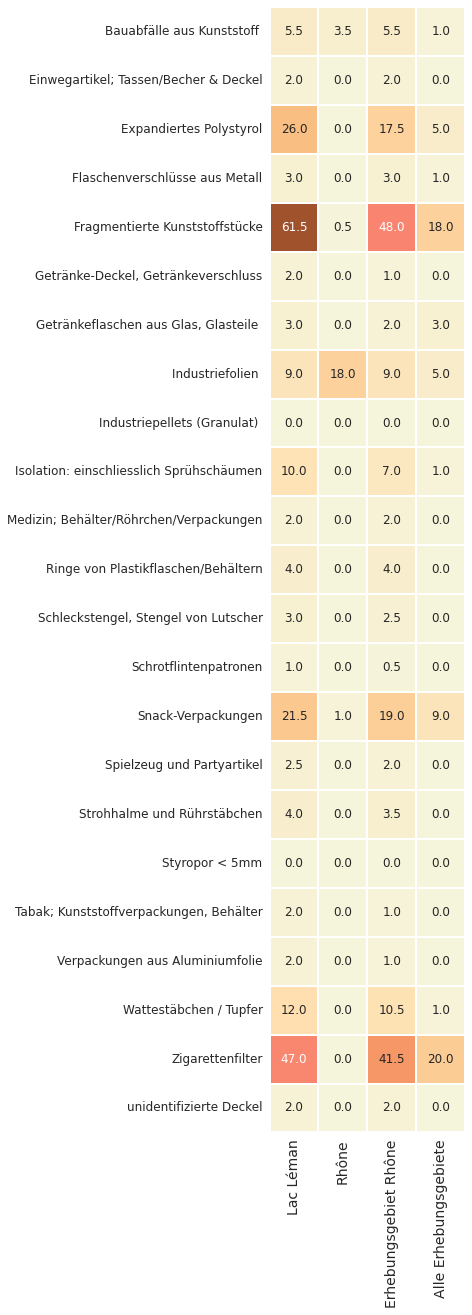 Bauabfälle aus Kunststoff 5.5 3.5 5.5 1.0
Einwegartikel; Tassen/Becher & Deckel 2.0 0.0 2.0 0.0
Expandiertes Polystyrol 26.0 0.0 17.5 5.0
Flaschenverschlüsse aus Metall 3.0 0.0 3.0 1.0
Fragmentierte Kunststoffstücke 61.5 0.5 48.0 18.0
Getränke-Deckel, Getränkeverschluss 2.0 0.0 1.0 0.0
Getränkeflaschen aus Glas, Glasteile 3.0 0.0 2.0 3.0
Industriefolien 9.0 18.0 9.0 5.0
Industriepellets (Granulat) 0.0 0.0 0.0 0.0
Isolation: einschliesslich Sprühschäumen 10.0 0.0 7.0 1.0
Medizin; Behälter/Röhrchen/Verpackungen 2.0 0.0 2.0 0.0
Ringe von Plastikflaschen/Behältern 4.0 0.0 4.0 0.0
Schleckstengel, Stengel von Lutscher 3.0 0.0 2.5 0.0
Schrotflintenpatronen 1.0 0.0 0.5 0.0
Snack-Verpackungen 21.5 1.0 19.0 9.0
Spielzeug und Partyartikel 2.5 0.0 2.0 0.0
Strohhalme und Rührstäbchen 4.0 0.0 3.5 0.0
Styropor < 5mm 0.0 0.0 0.0 0.0
Tabak; Kunststoffverpackungen, Behälter 2.0 0.0 1.0 0.0
Verpackungen aus Aluminiumfolie 2.0 0.0 1.0 0.0
Wattestäbchen / Tupfer 12.0 0.0 10.5 1.0
Zigarettenfilter 47.0 0.0 41.5 20.0
unidentifizierte Deckel 2.0 0.0 2.0 0.0
Lac Léman
Rhône
Erhebungsgebiet Rhône
Alle Erhebungsgebiete